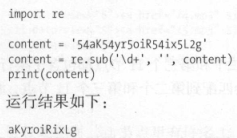 import re
content = '54aK54yr5oiR54ix5L2g'
content = re.sub('\d+', '', content)
print(content)
运行结果如下：
aKyroiRixLg